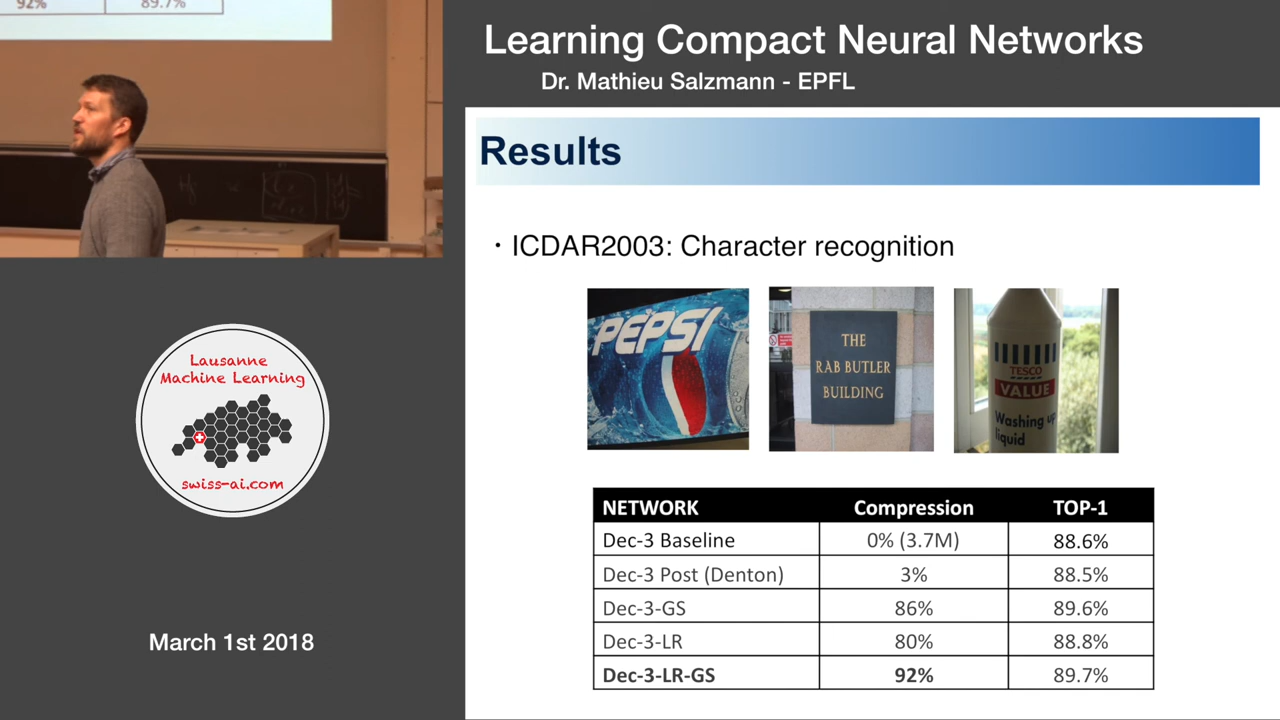 92%
89.7%
Learning Compact Neural Networks
Dr. Mathieu Salzmann - EPFL
Results
· ICDAR2003: Character recognition
PEPSI
THE
RAB BUTLER
BUILDING
TESCO
VALUE
Washing up
liquid
NETWORK Compression TOP-1
Dec-3 Baseline 0% (3.7M) 88.6%
Dec-3 Post (Denton) 3% 88.5%
Dec-3-GS 86% 89.6%
Dec-3-LR 80% 88.8%
Dec-3-LR-GS 92% 89.7%
Lausanne
Machine Learning
swiss-ai.com
March 1st 2018